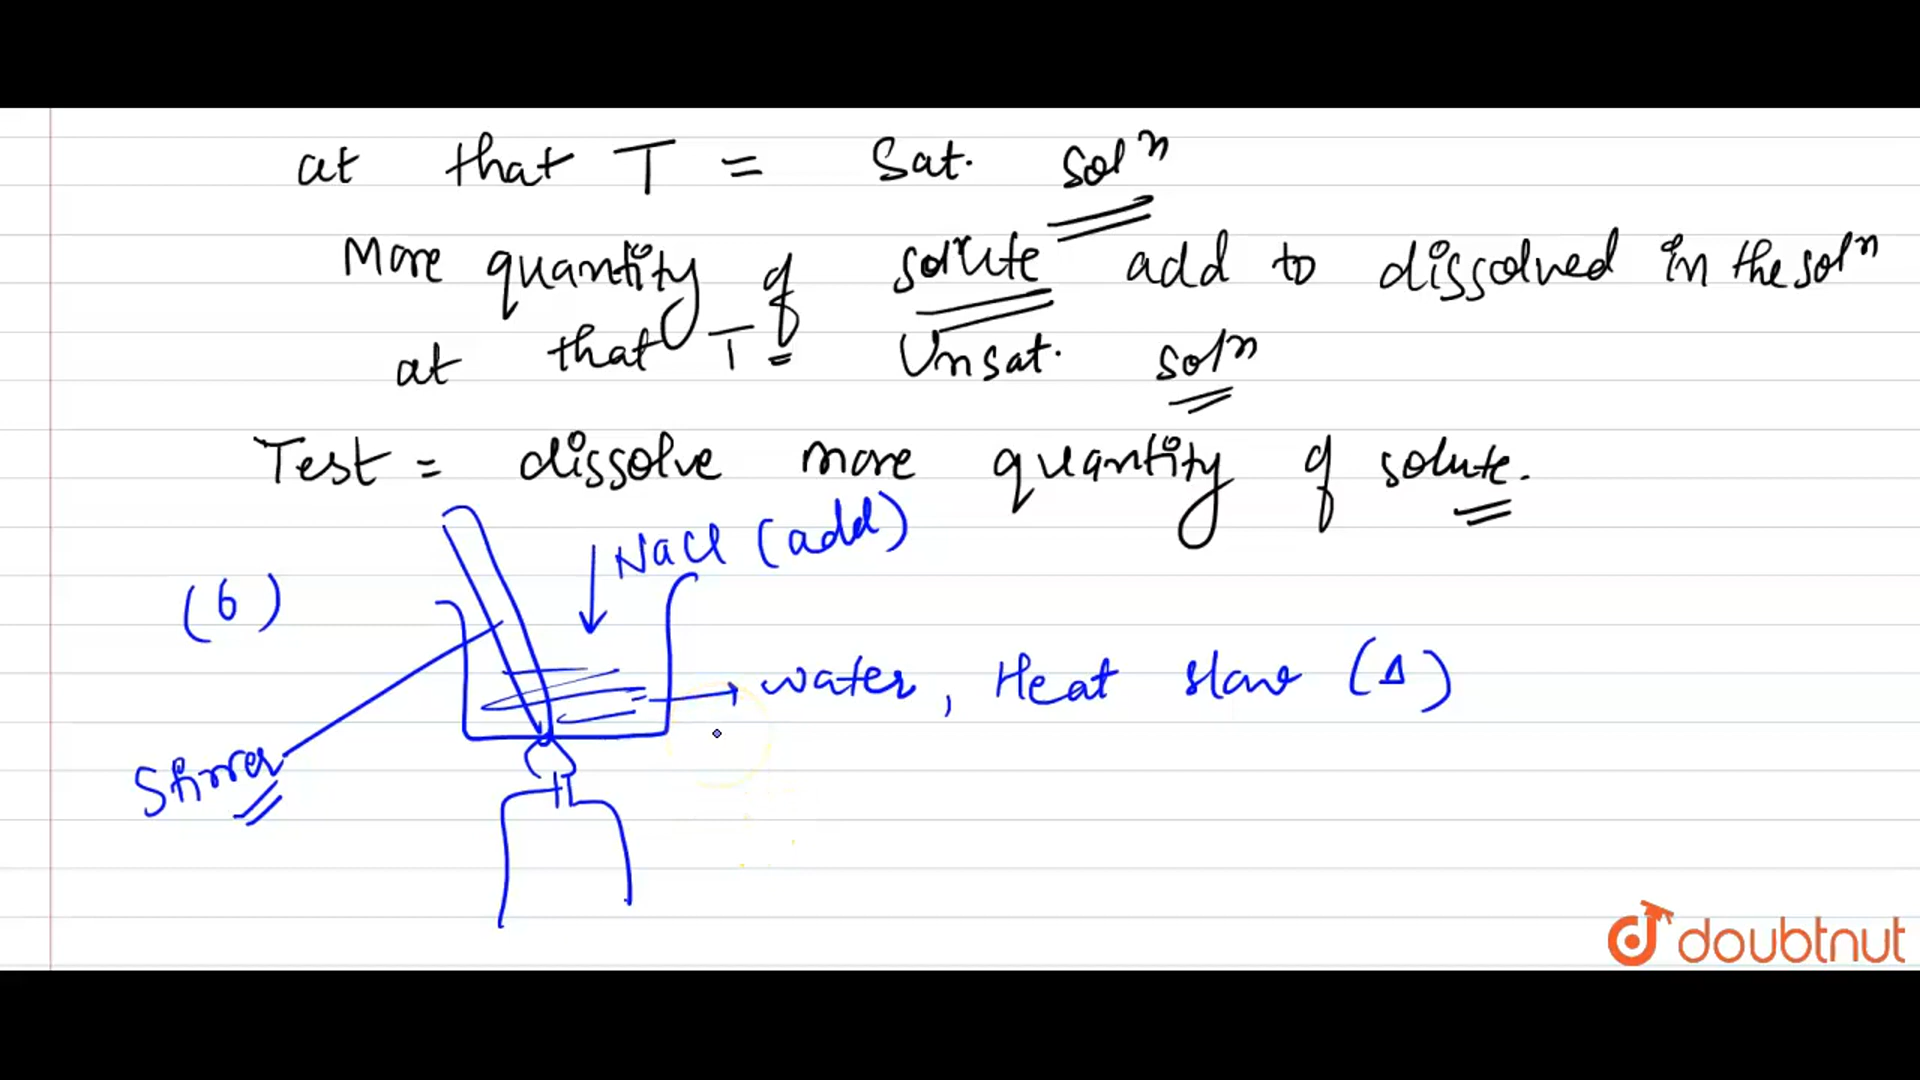 at that T = Sat. solⁿ
More quantity of solute add to dissolved in the solⁿ
at that T = Unsat. solⁿ
Test = dissolve more quantity of solute.
NaCl (add)
(6)
water, Heat (Δ)
Stirrer
doubtnut